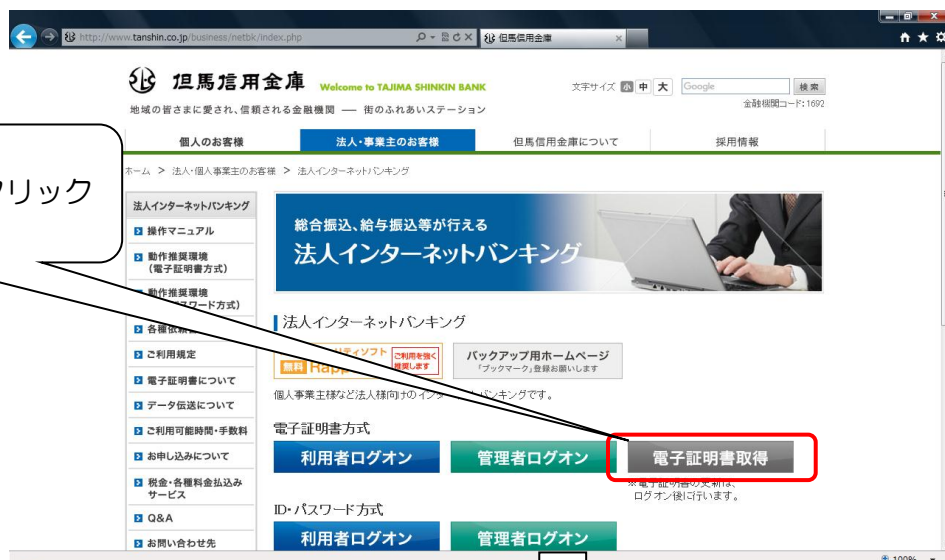 http://www.tanshin.co.jp/business/netbk/index.php
但馬信用金庫
但馬信用金庫 Welcome to TAJIMA SHINKIN BANK
文字サイズ 小 中 大
Google
検索
地域の皆さまに愛され、信頼される金融機関 ― 街のふれあいステーション
金融機関コード:1692
個人のお客様 法人・事業主のお客様 但馬信用金庫について 採用情報
ホーム > 法人・個人事業主のお客様 > 法人インターネットバンキング
リック
法人インターネットバンキング
操作マニュアル
動作推奨環境
(電子証明書方式)
動作推奨環境
スワード方式)
各種依頼
ご利用規定
電子証明書について
データ伝送について
ご利用可能時間・手数料
お申し込みについて
税金・各種料金払込み
サービス
Q&A
お問い合わせ先
総合振込、給与振込等が行える
法人インターネットバンキング
法人インターネットバンキング
リティソフト
無料 Happ
ご利用を強く
推奨します
バックアップ用ホームページ
「ブックマーク」登録お願いします
個人事業主様など法人様向けのインターネットバンキングです。
電子証明書方式
利用者ログオン 管理者ログオン 電子証明書取得
※電子証明書の更新は、
ログオン後に行います。
ID・パスワード方式
利用者ログオン 管理者ログオン
100%